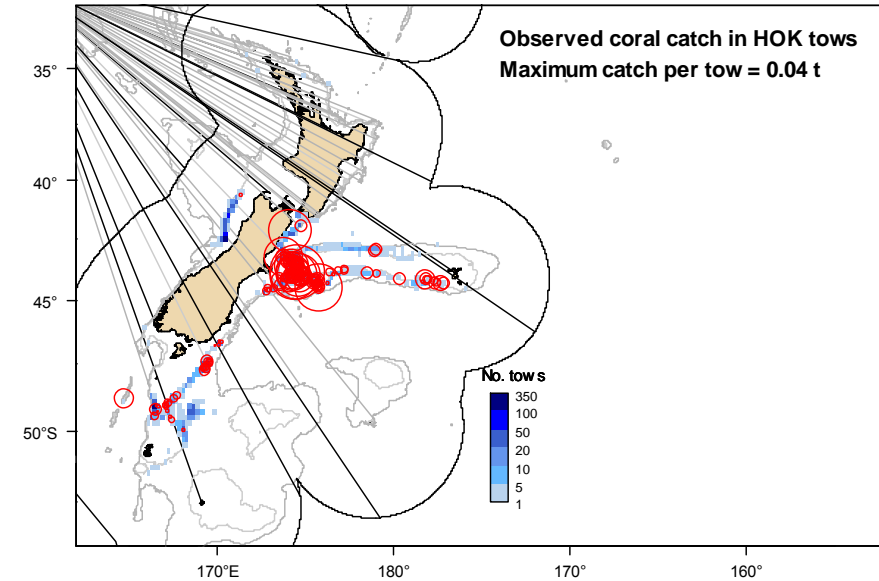 Observed coral catch in HOK tows
Maximum catch per tow = 0.04 t
35°
40°
45°
50°S
No. tows
350
100
50
20
10
5
1
170°E
180°
170°
160°